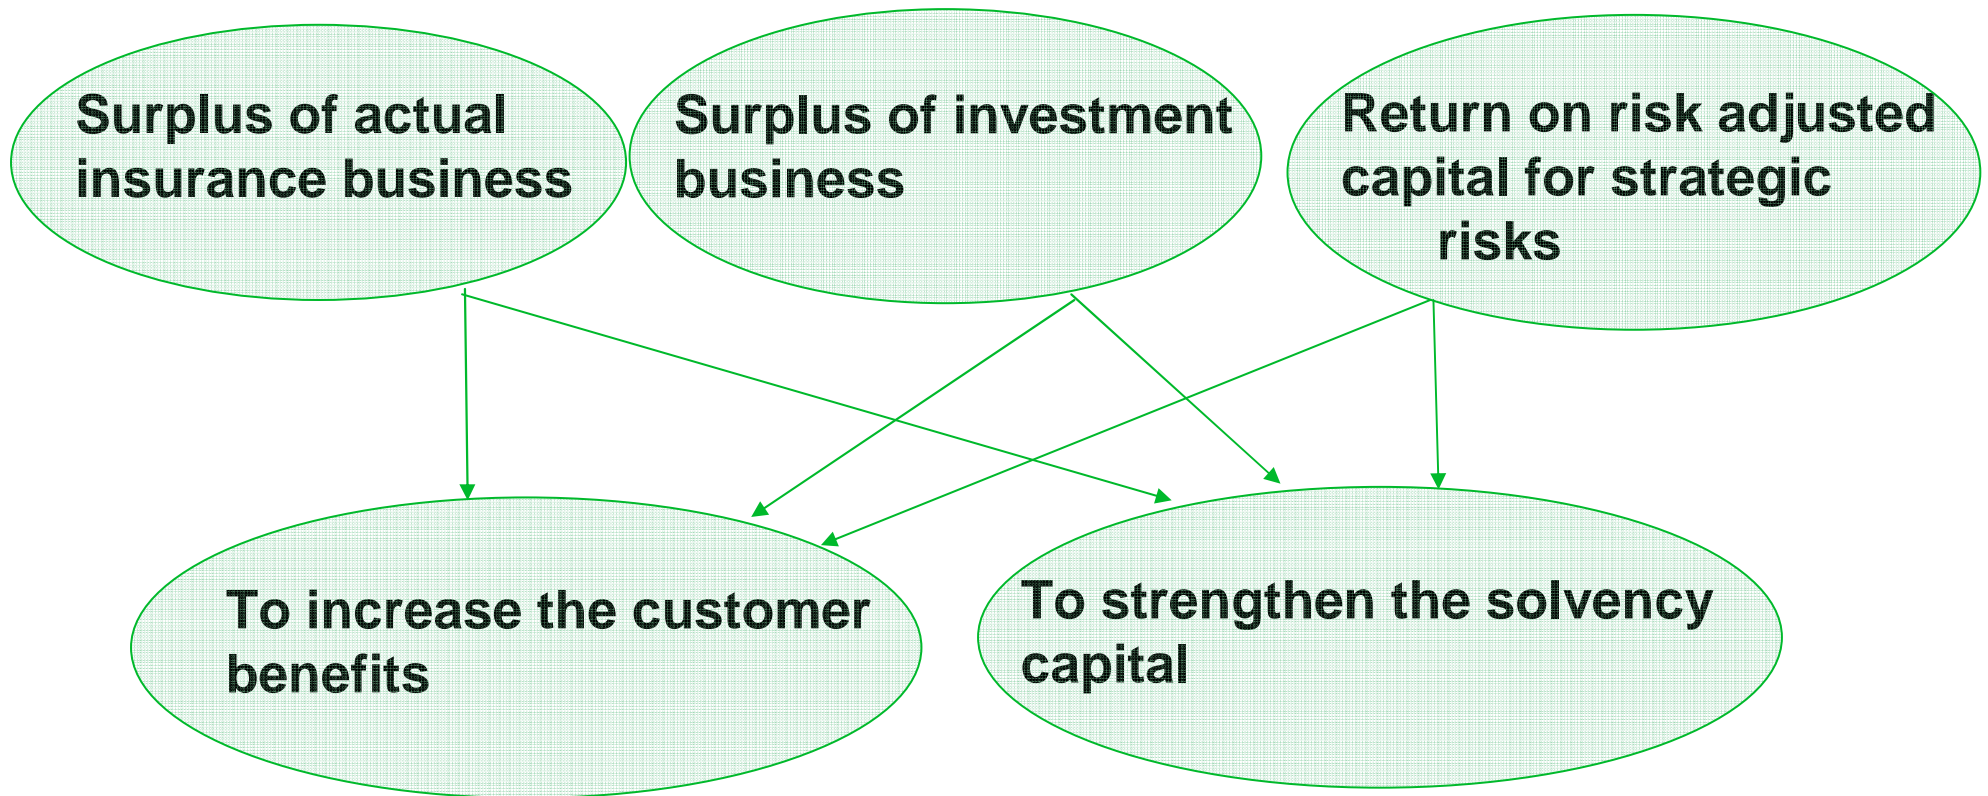 Surplus of actual
insurance business
Surplus of investment
business
Return on risk adjusted
capital for strategic
risks
To increase the customer
benefits
To strengthen the solvency
capital